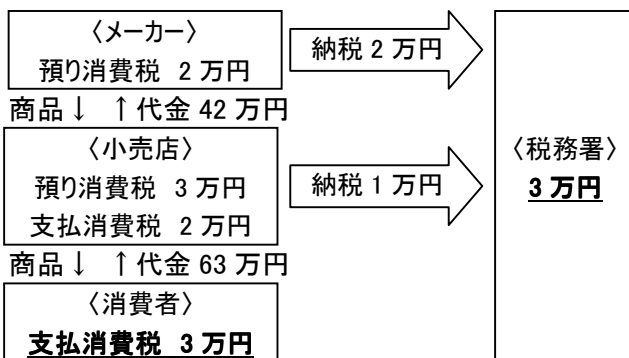 〈メーカー〉
預り消費税 2 万円
納税 2 万円
商品↓ ↑代金 42 万円
〈小売店〉
預り消費税 3 万円
支払消費税 2 万円
納税 1 万円
〈税務署〉
3 万円
商品↓ ↑代金 63 万円
〈消費者〉
支払消費税 3 万円